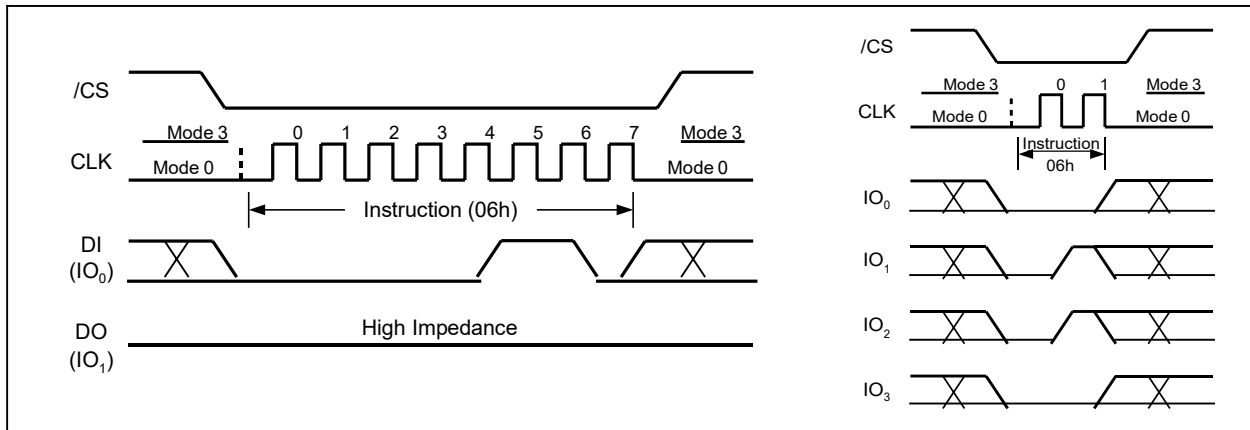 /CS
Mode 3 0 1 2 3 4 5 6 7 Mode 3
CLK
Mode 0 Mode 0
Instruction (06h)
DI
(IO0)
High Impedance
DO
(IO1)
/CS
Mode 3 0 1 Mode 3
CLK
Mode 0 Mode 0
Instruction
06h
IO0
IO1
IO2
IO3